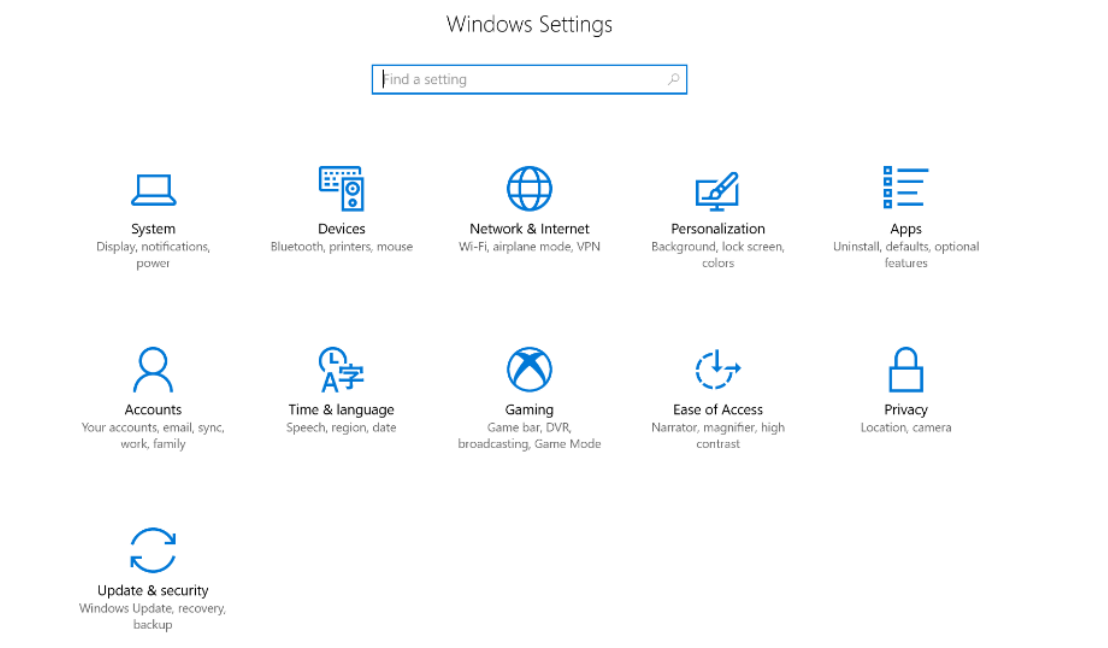 Windows Settings
Find a setting
System
Display, notifications,
power
Devices
Bluetooth, printers, mouse
Network & Internet
Wi-Fi, airplane mode, VPN
Personalization
Background, lock screen,
colors
Apps
Uninstall, defaults, optional
features
Accounts
Your accounts, email, sync,
work, family
A字
Time & language
Speech, region, date
Gaming
Game bar, DVR,
broadcasting, Game Mode
Ease of Access
Narrator, magnifier, high
contrast
Privacy
Location, camera
Update & security
Windows Update, recovery,
backup